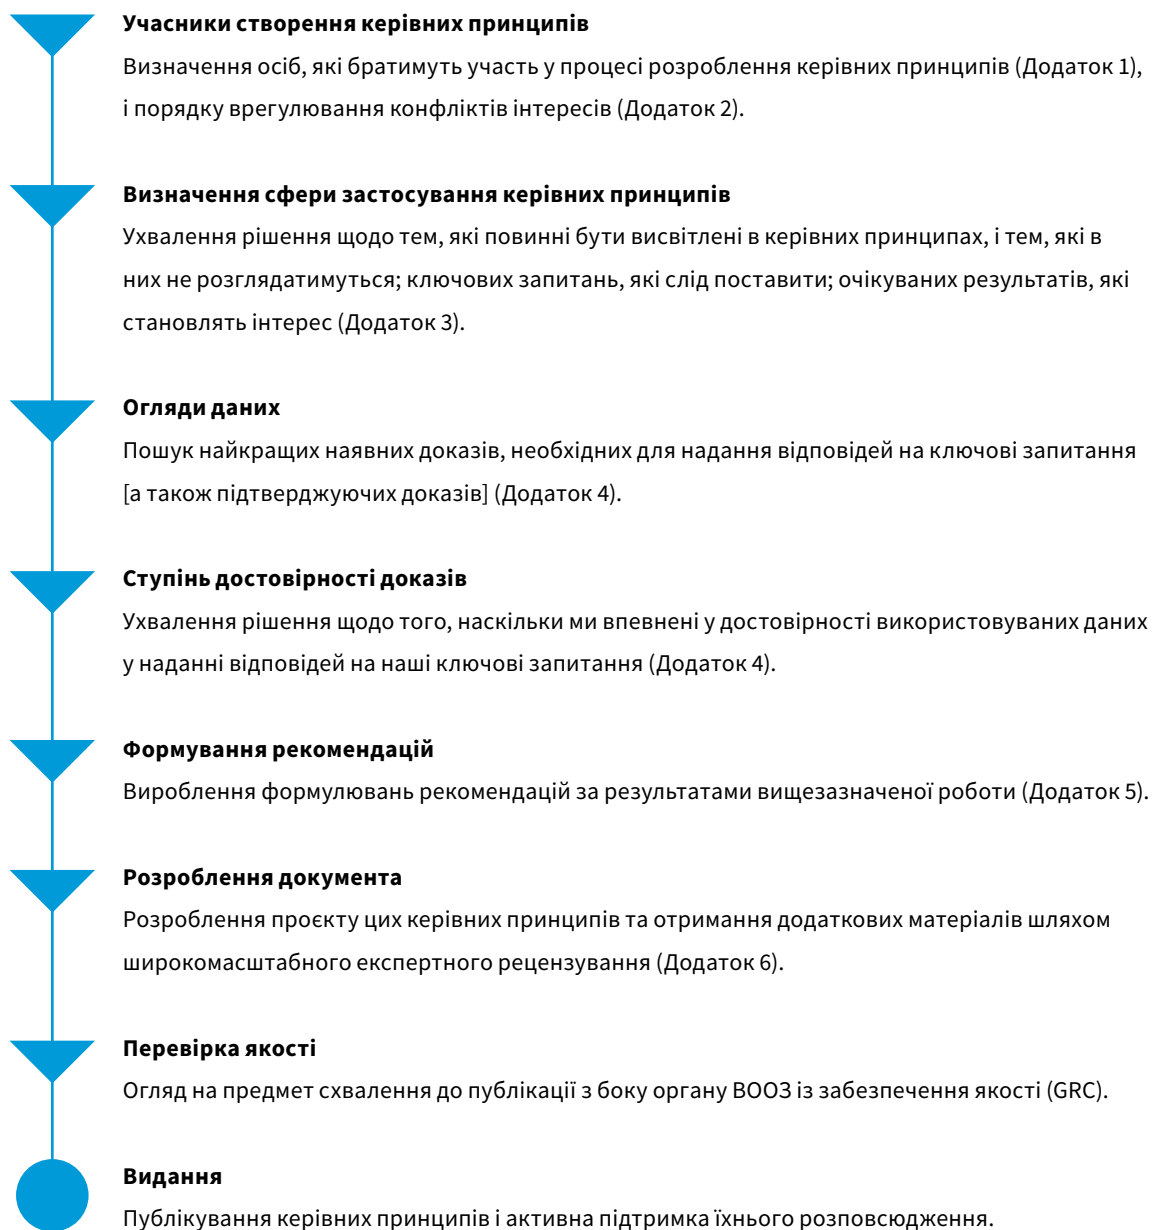 Учасники створення керівних принципів
Визначення осіб, які братимуть участь у процесі розроблення керівних принципів (Додаток 1),
і порядку врегулювання конфліктів інтересів (Додаток 2).
Визначення сфери застосування керівних принципів
Ухвалення рішення щодо тем, які повинні бути висвітлені в керівних принципах, і тем, які в
них не розглядатимуться; ключових запитань, які слід поставити; очікуваних результатів, які
становлять інтерес (Додаток 3).
Огляди даних
Пошук найкращих наявних доказів, необхідних для надання відповідей на ключові запитання
[а також підтверджуючих доказів] (Додаток 4).
Ступінь достовірності доказів
Ухвалення рішення щодо того, наскільки ми впевнені у достовірності використовуваних даних
у наданні відповідей на наші ключові запитання (Додаток 4).
Формування рекомендацій
Вироблення формулювань рекомендацій за результатами вищезазначеної роботи (Додаток 5).
Розроблення документа
Розроблення проєкту цих керівних принципів та отримання додаткових матеріалів шляхом
широкомасштабного експертного рецензування (Додаток 6).
Перевірка якості
Огляд на предмет схвалення до публікації з боку органу ВООЗ із забезпечення якості (GRC).
Видання
Публікування керівних принципів і активна підтримка їхнього розповсюдження.